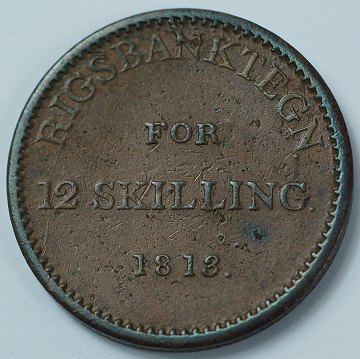 RIGSBANKTEGN
FOR
12 SKILLING.
1813.